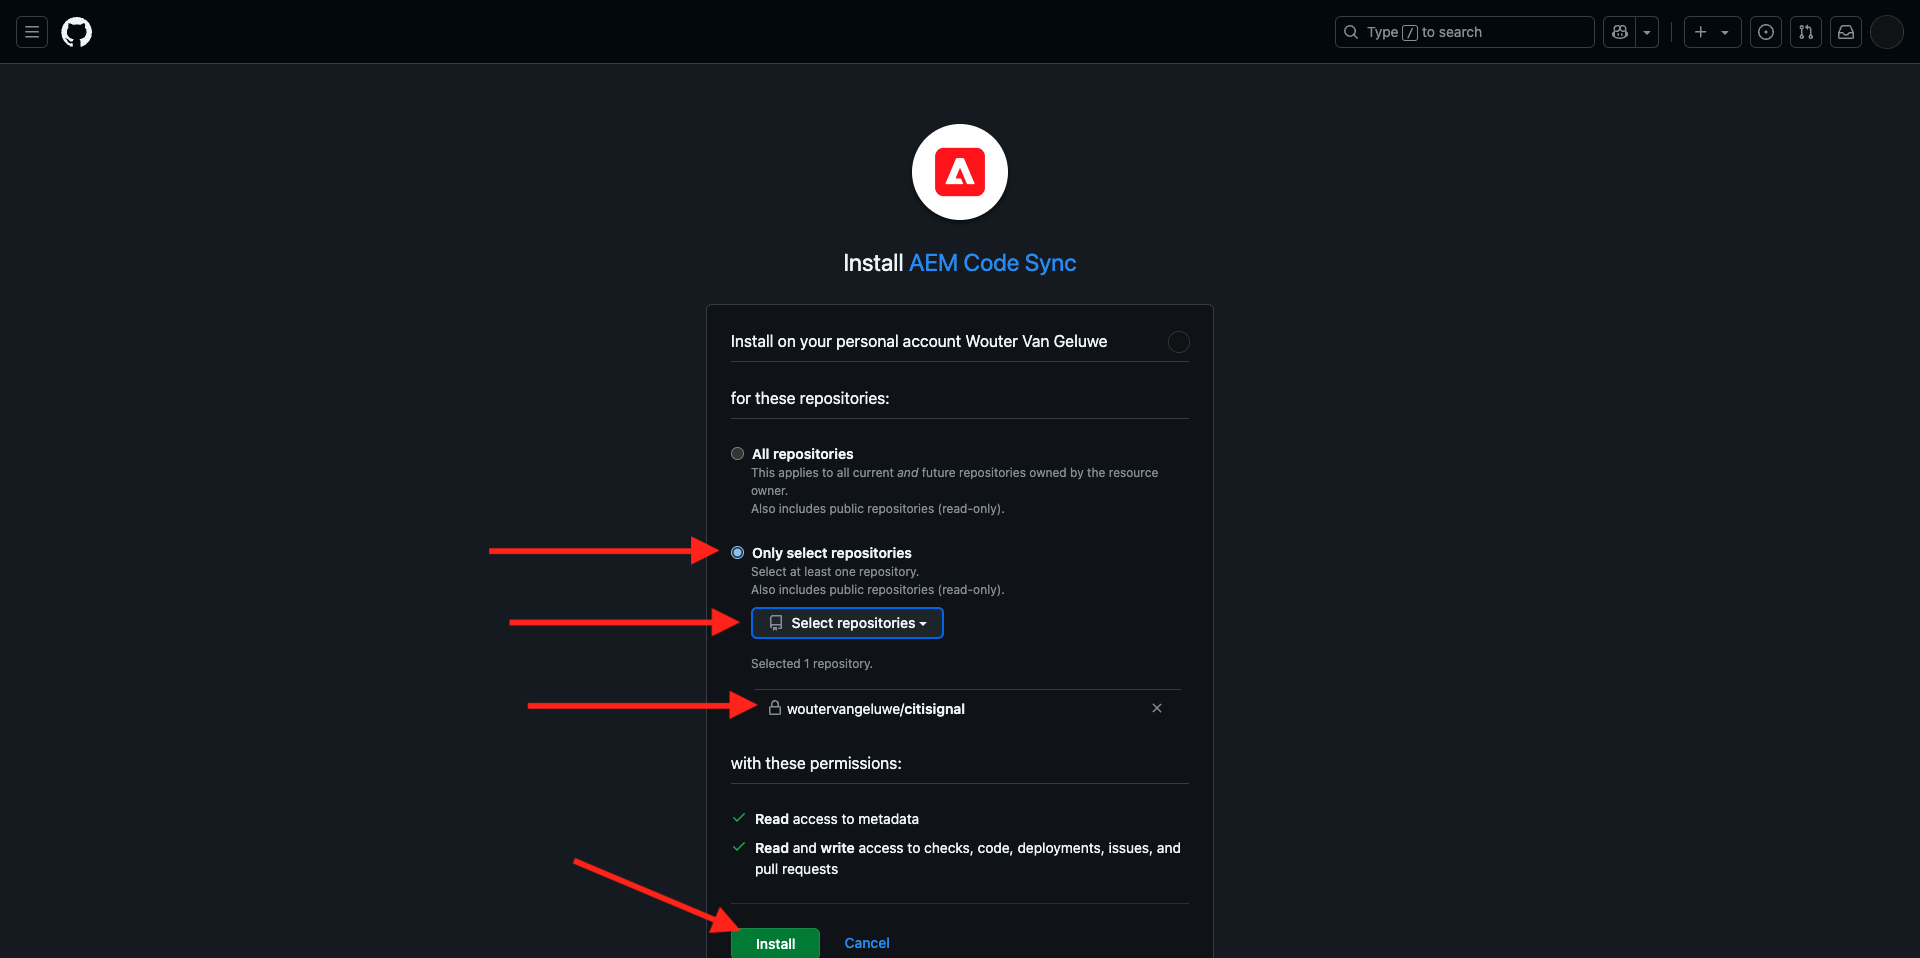 Type / to search
Install AEM Code Sync
Install on your personal account Wouter Van Geluwe
for these repositories:
All repositories
This applies to all current and future repositories owned by the resource
owner.
Also includes public repositories (read-only).
Only select repositories
Select at least one repository.
Also includes public repositories (read-only).
Select repositories
Selected 1 repository.
woutervangeluwe/citisignal
with these permissions:
Read access to metadata
Read and write access to checks, code, deployments, issues, and
pull requests
Install Cancel